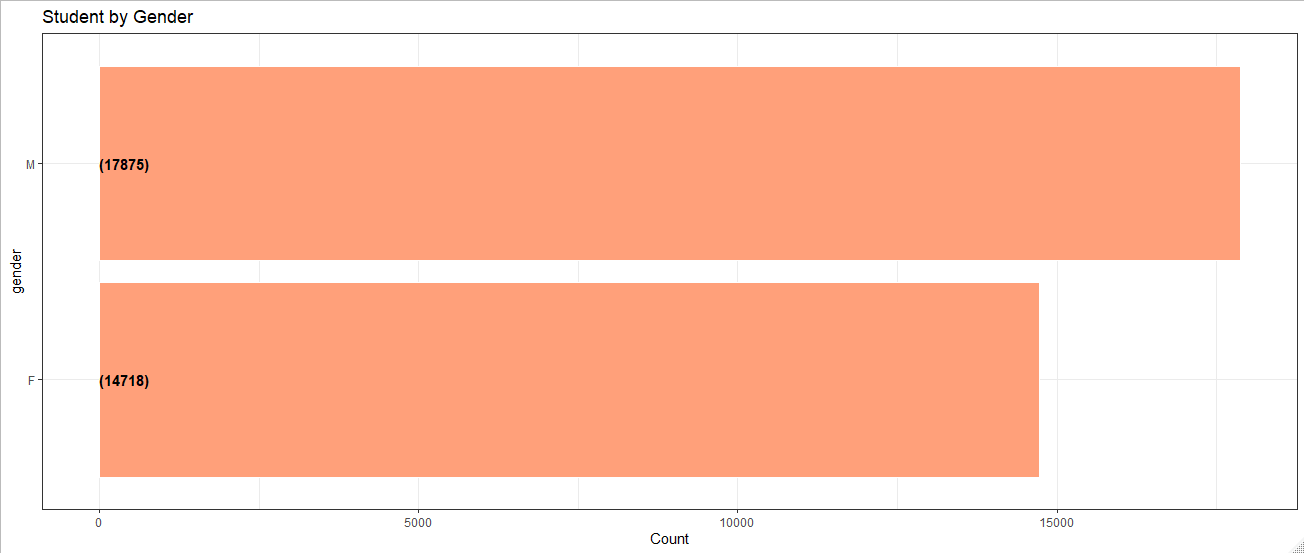 Student by Gender
M
(17875)
gender
F
(14718)
0 5000 10000 15000
Count